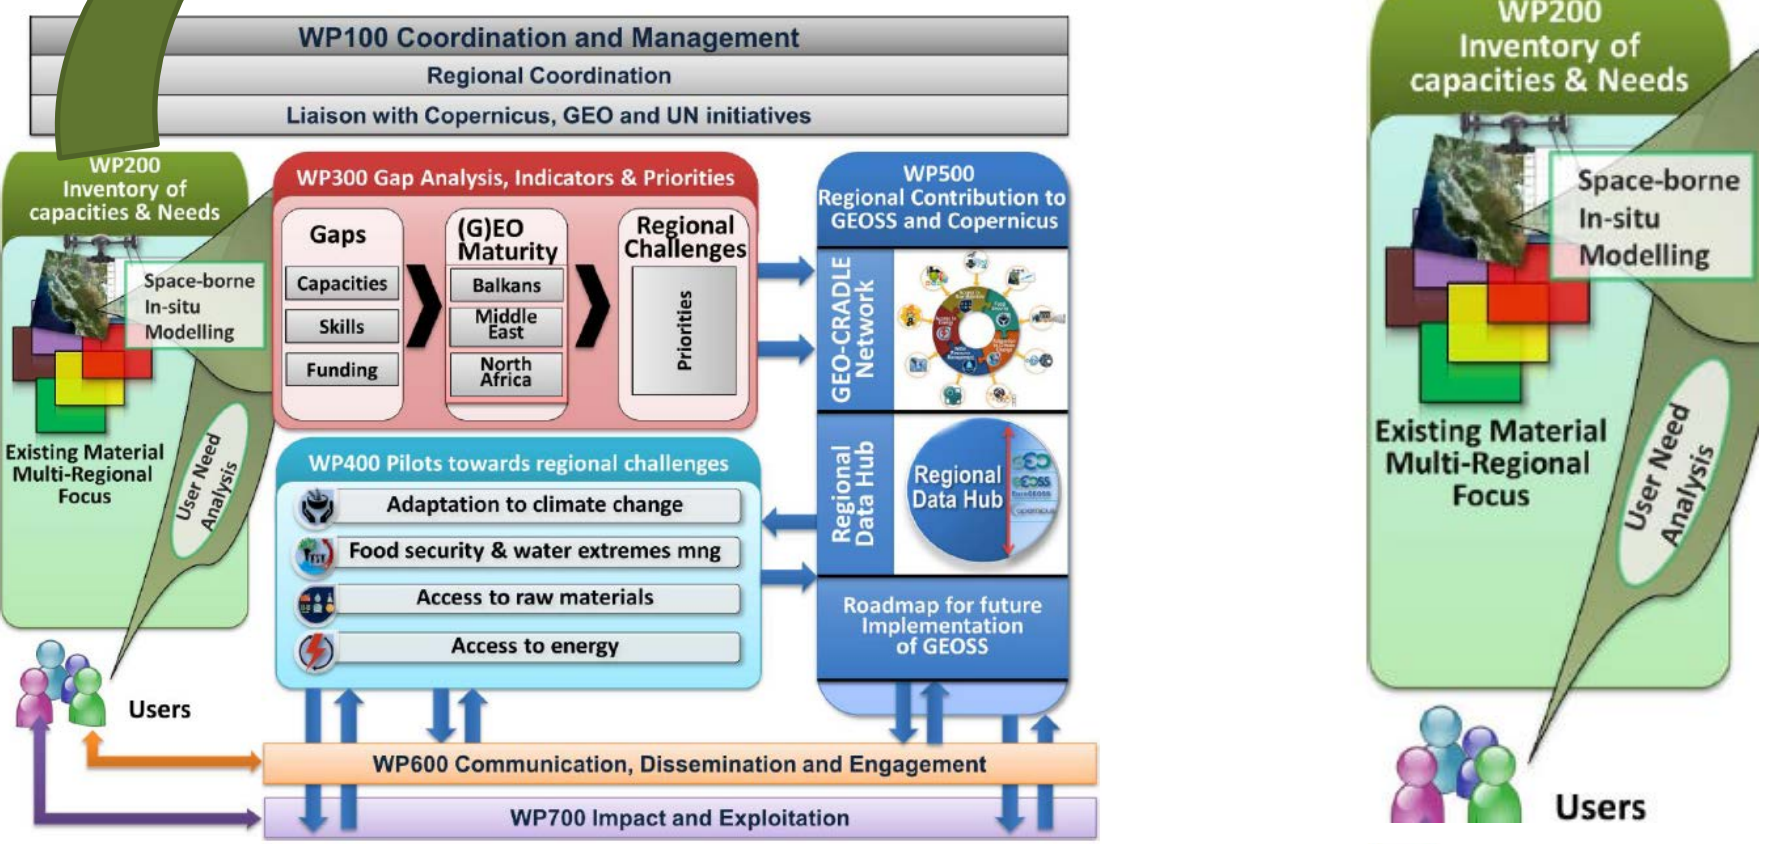 WP100 Coordination and Management
Regional Coordination
Liaison with Copernicus, GEO and UN initiatives
WP200
Inventory of
capacities & Needs
Space-borne
In-situ
Modelling
Existing Material
Multi-Regional
Focus
User Need
Analysis
Users
WP300 Gap Analysis, Indicators & Priorities
Gaps
Capacities
Skills
Funding
(G)EO
Maturity
Balkans
Middle
East
North
Africa
Regional
Challenges
Priorities
WP400 Pilots towards regional challenges
Adaptation to climate change
Food security & water extremes mng
Access to raw materials
Access to energy
WP500
Regional Contribution to
GEOSS and Copernicus
GEO-CRADLE
Network
Regional
Data Hub
Regional
Data Hub
Roadmap for future
Implementation
of GEOSS
WP600 Communication, Dissemination and Engagement
WP700 Impact and Exploitation
WP200
Inventory of
capacities & Needs
Space-borne
In-situ
Modelling
Existing Material
Multi-Regional
Focus
User Need
Analysis
Users